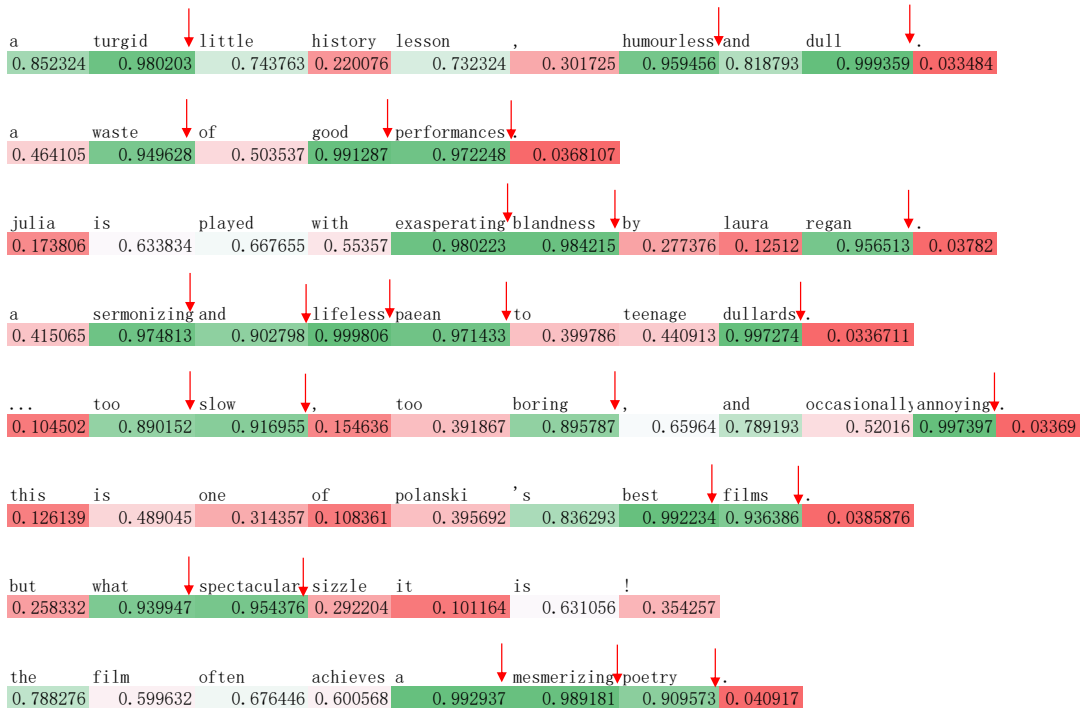 a turgid little history lesson , humourless and dull .
0.852324 0.980203 0.743763 0.220076 0.732324 0.301725 0.959456 0.818793 0.999359 0.033484
a waste of good performances .
0.464105 0.949628 0.503537 0.991287 0.972248 0.0368107
julia is played with exasperating blandness by laura regan .
0.173806 0.633834 0.667655 0.55357 0.980223 0.984215 0.277376 0.12512 0.956513 0.03782
a sermonizing and lifeless paean to teenage dullards .
0.415065 0.974813 0.902798 0.999806 0.971433 0.399786 0.440913 0.997274 0.0336711
... too slow , too boring , and occasionally annoying .
0.104502 0.890152 0.916955 0.154636 0.391867 0.895787 0.65964 0.789193 0.52016 0.997397 0.03369
this is one of polanski 's best films .
0.126139 0.489045 0.314357 0.108361 0.395692 0.836293 0.992234 0.936386 0.0385876
but what spectacular sizzle it is !
0.258332 0.939947 0.954376 0.292204 0.101164 0.631056 0.354257
the film often achieves a mesmerizing poetry .
0.788276 0.599632 0.676446 0.600568 0.992937 0.989181 0.909573 0.040917